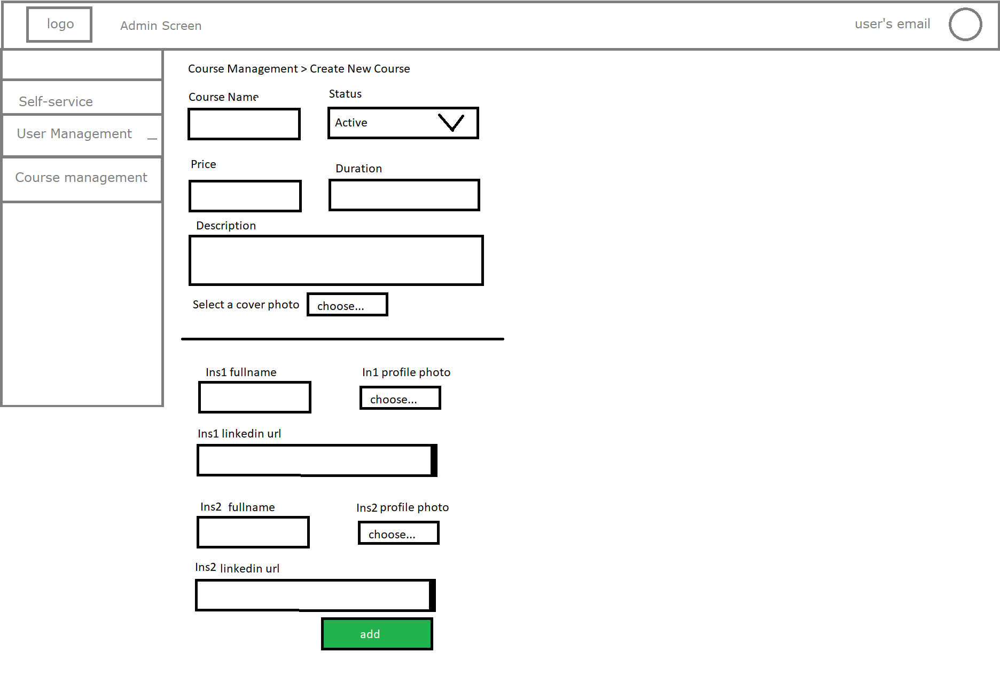 logo
Admin Screen
user's email
Self-service
User Management _
Course management
Course Management > Create New Course
Course Name
Status
Active
Price
Duration
Description
Select a cover photo
choose...
Ins1 fullname
In1 profile photo
choose...
Ins1 linkedin url
Ins2 fullname
Ins2 profile photo
choose...
Ins2 linkedin url
add